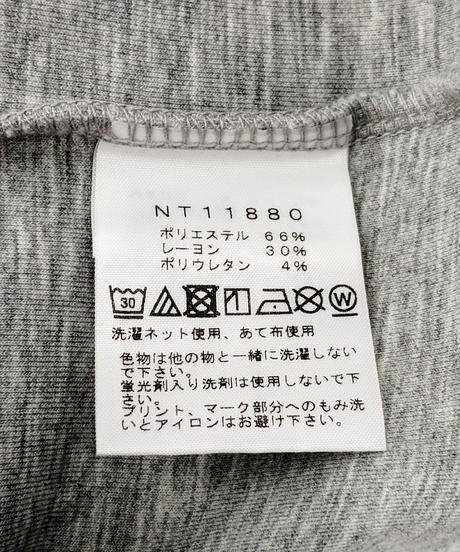 NT11880
ポリエステル 66%
レーヨン 30%
ポリウレタン 4%
30 W
洗濯ネット使用、あて布使用
色物は他の物と一緒に洗濯しない
で下さい。
蛍光剤入り洗剤は使用しないで下
さい。
プリント、マーク部分へのもみ洗
いとアイロンはお避け下さい。